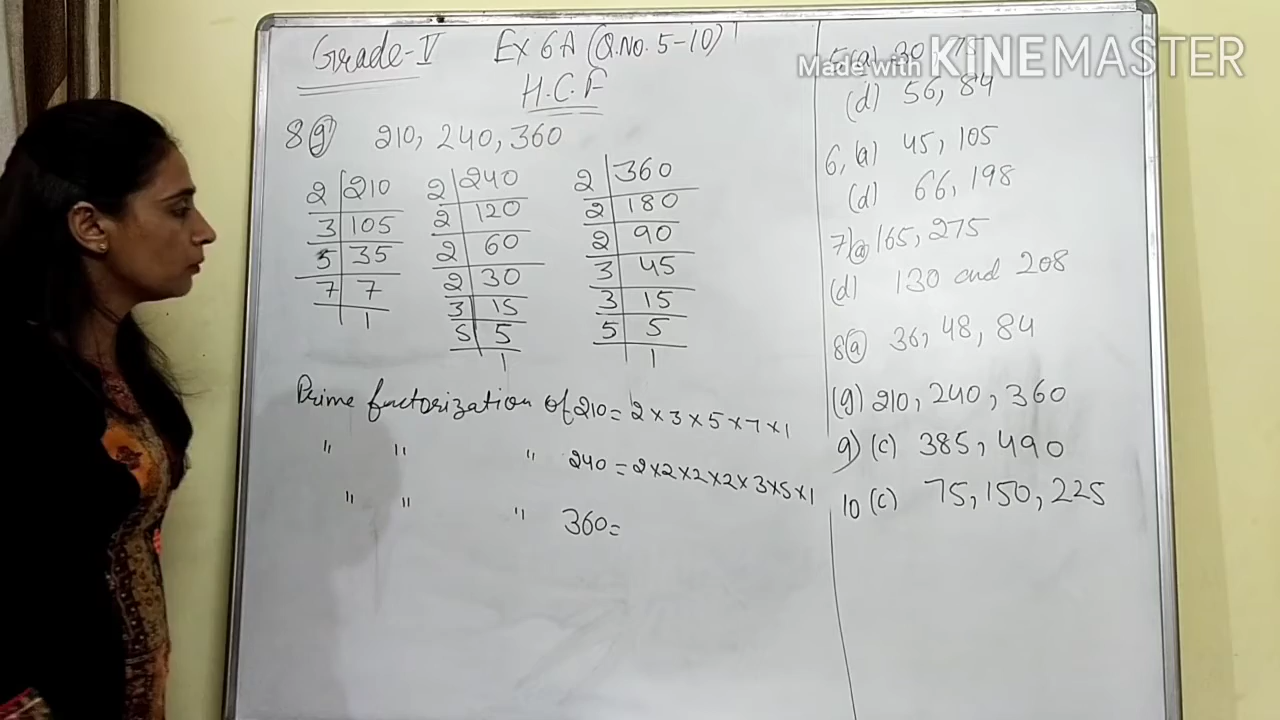 Grade-V Ex 6A (Q.No. 5-10)
H.C.F
8(g) 210, 240, 360
2 | 210
3 | 105
5 | 35
7 | 7
1
2 | 240
2 | 120
2 | 60
2 | 30
3 | 15
5 | 5
1
2 | 360
2 | 180
2 | 90
3 | 45
3 | 15
5 | 5
1
Prime factorization of 210 = 2 × 3 × 5 × 7 × 1
" " " 240 = 2×2×2×2×3×5×1
" " " 360 =
5(a) 30, 75
(d) 56, 84
6, (a) 45, 105
(d) 66, 198
7)(a) 165, 275
(d) 130 and 208
8(a) 36, 48, 84
(g) 210, 240, 360
9) (c) 385, 490
10 (c) 75, 150, 225
Made with KINEMASTER